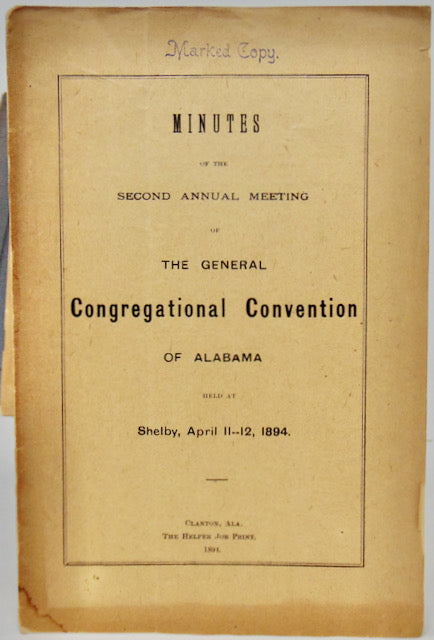 Marked Copy.
MINUTES
OF THE
SECOND ANNUAL MEETING
OF
THE GENERAL
Congregational Convention
OF ALABAMA
HELD AT
Shelby, April 11--12, 1894.
CLANTON, ALA.
THE HELPER JOB PRINT.
1894.